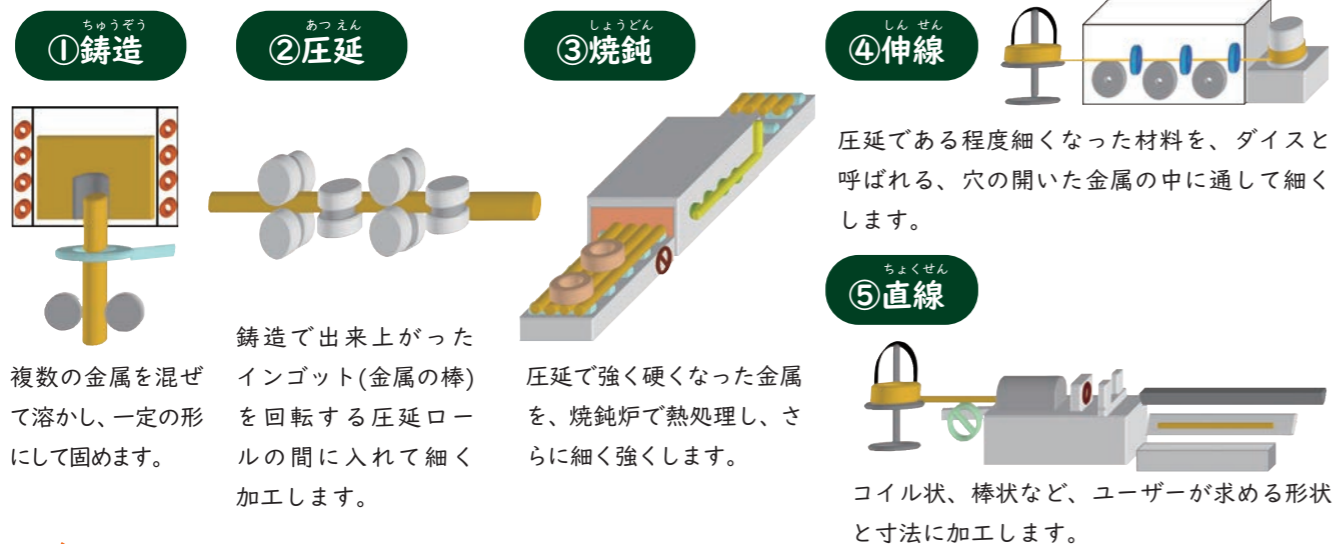 ちゅうぞう
①鋳造
複数の金属を混ぜ
て溶かし、一定の形
にして固めます。
あつ えん
②圧延
鋳造で出来上がった
インゴット(金属の棒)
を回転する圧延ロー
ルの間に入れて細く
加工します。
しょうどん
③焼鈍
圧延で強く硬くなった金属
を、焼鈍炉で熱処理し、さ
らに細く強くします。
しん せん
④伸線
圧延である程度細くなった材料を、ダイスと
呼ばれる、穴の開いた金属の中に通して細く
します。
ちょくせん
⑤直線
コイル状、棒状など、ユーザーが求める形状
と寸法に加工します。